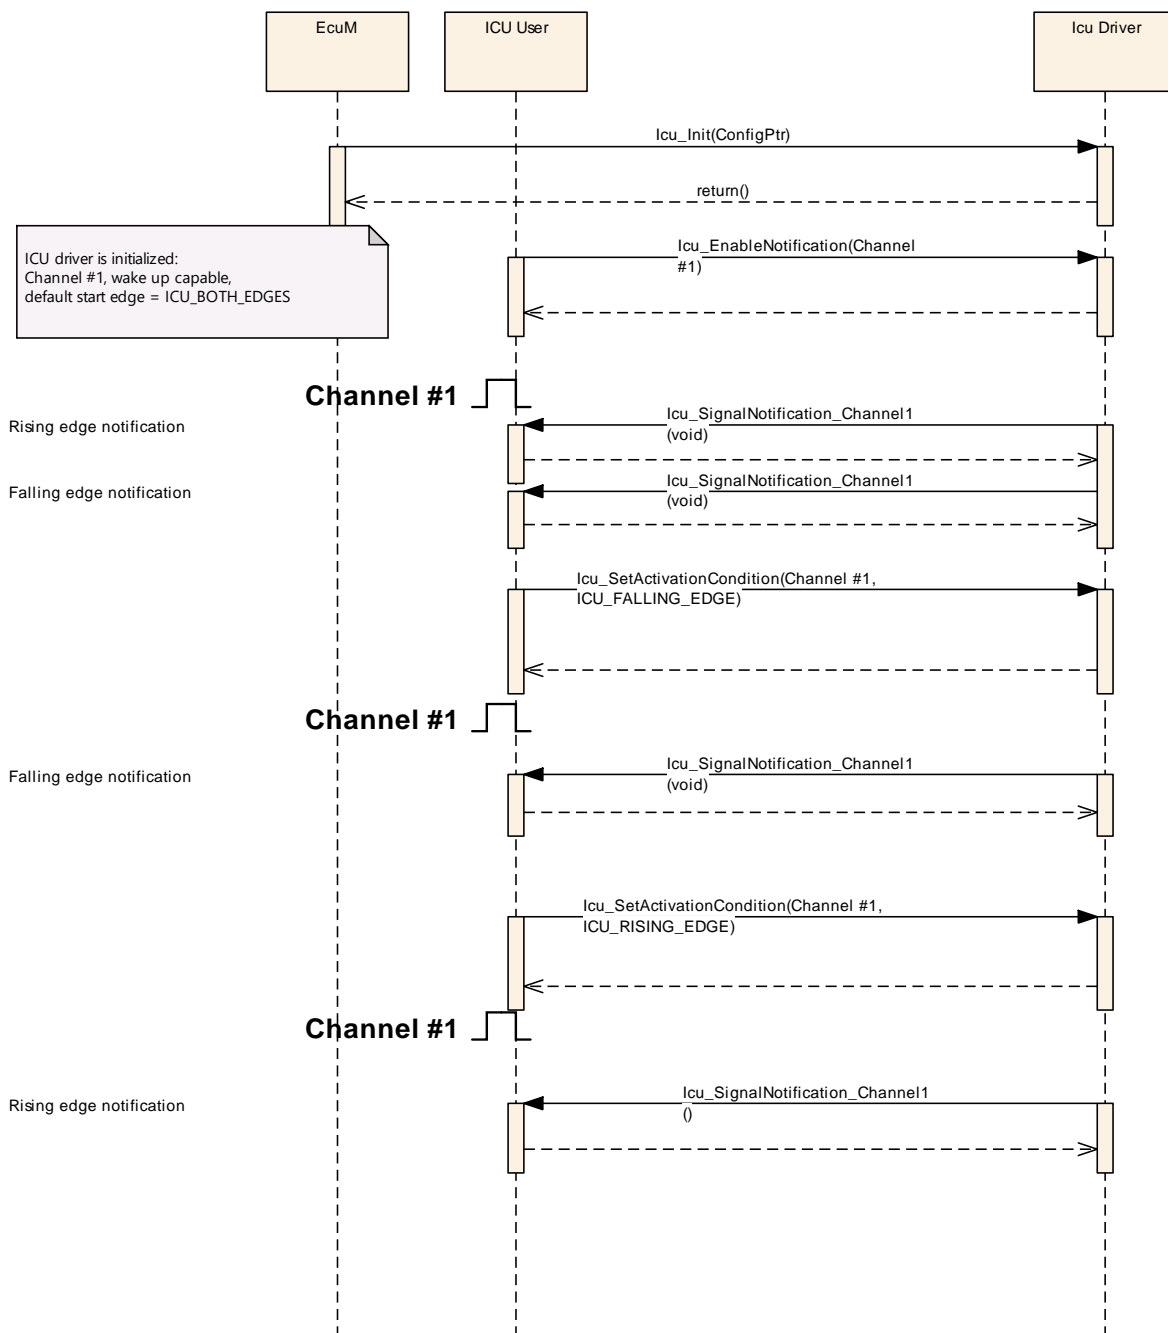 EcuM
ICU User
Icu Driver
Icu_Init(ConfigPtr)
return()
ICU driver is initialized:
Channel #1, wake up capable,
default start edge = ICU_BOTH_EDGES
Icu_EnableNotification(Channel
#1)
Channel #1
Icu_SignalNotification_Channel1
(void)
Rising edge notification
Icu_SignalNotification_Channel1
(void)
Falling edge notification
Icu_SetActivationCondition(Channel #1,
ICU_FALLING_EDGE)
Channel #1
Icu_SignalNotification_Channel1
(void)
Falling edge notification
Icu_SetActivationCondition(Channel #1,
ICU_RISING_EDGE)
Channel #1
Icu_SignalNotification_Channel1
()
Rising edge notification